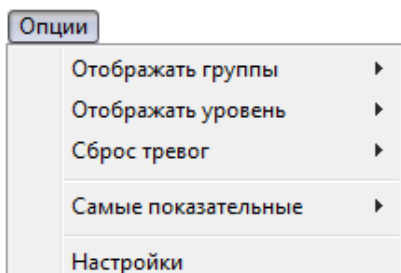 Опции
Отображать группы
Отображать уровень
Сброс тревог
Самые показательные
Настройки